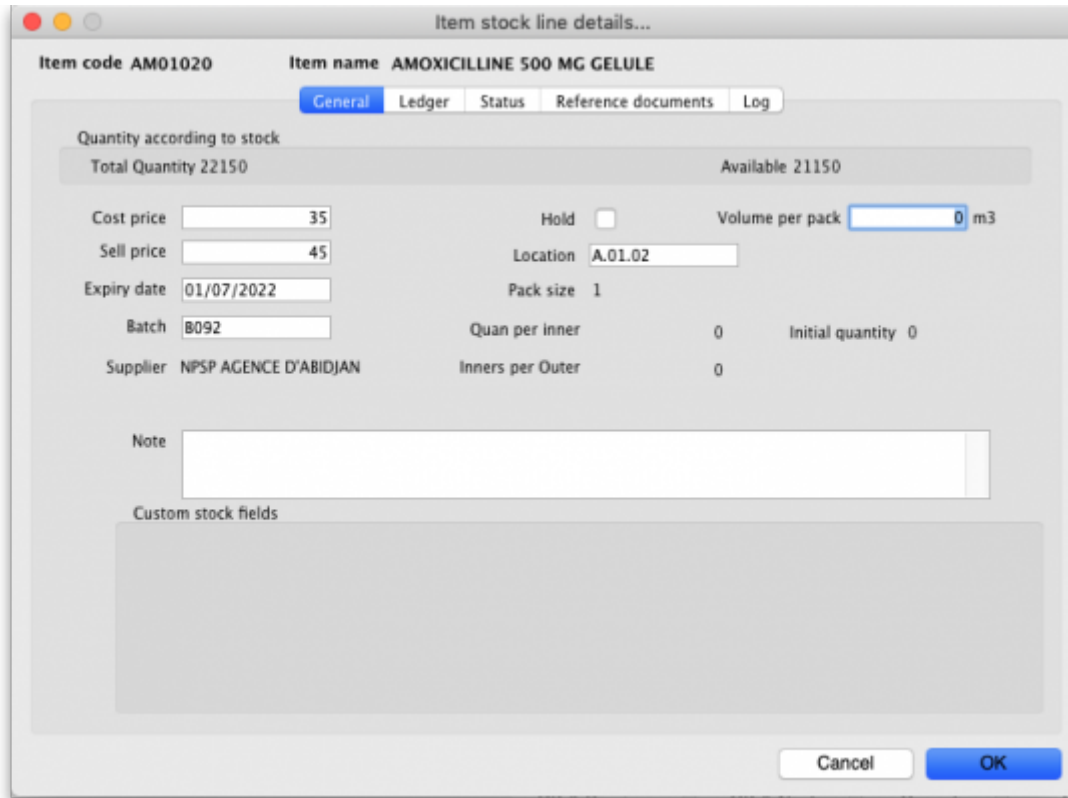 Item stock line details...
Item code AM01020 Item name AMOXICILLINE 500 MG GELULE
General Ledger Status Reference documents Log
Quantity according to stock
Total Quantity 22150 Available 21150
Cost price 35 Hold Volume per pack 0 m3
Sell price 45 Location A.01.02
Expiry date 01/07/2022 Pack size 1
Batch B092 Quan per inner 0 Initial quantity 0
Supplier NPSP AGENCE D'ABIDJAN Inners per Outer 0
Note
Custom stock fields
Cancel OK